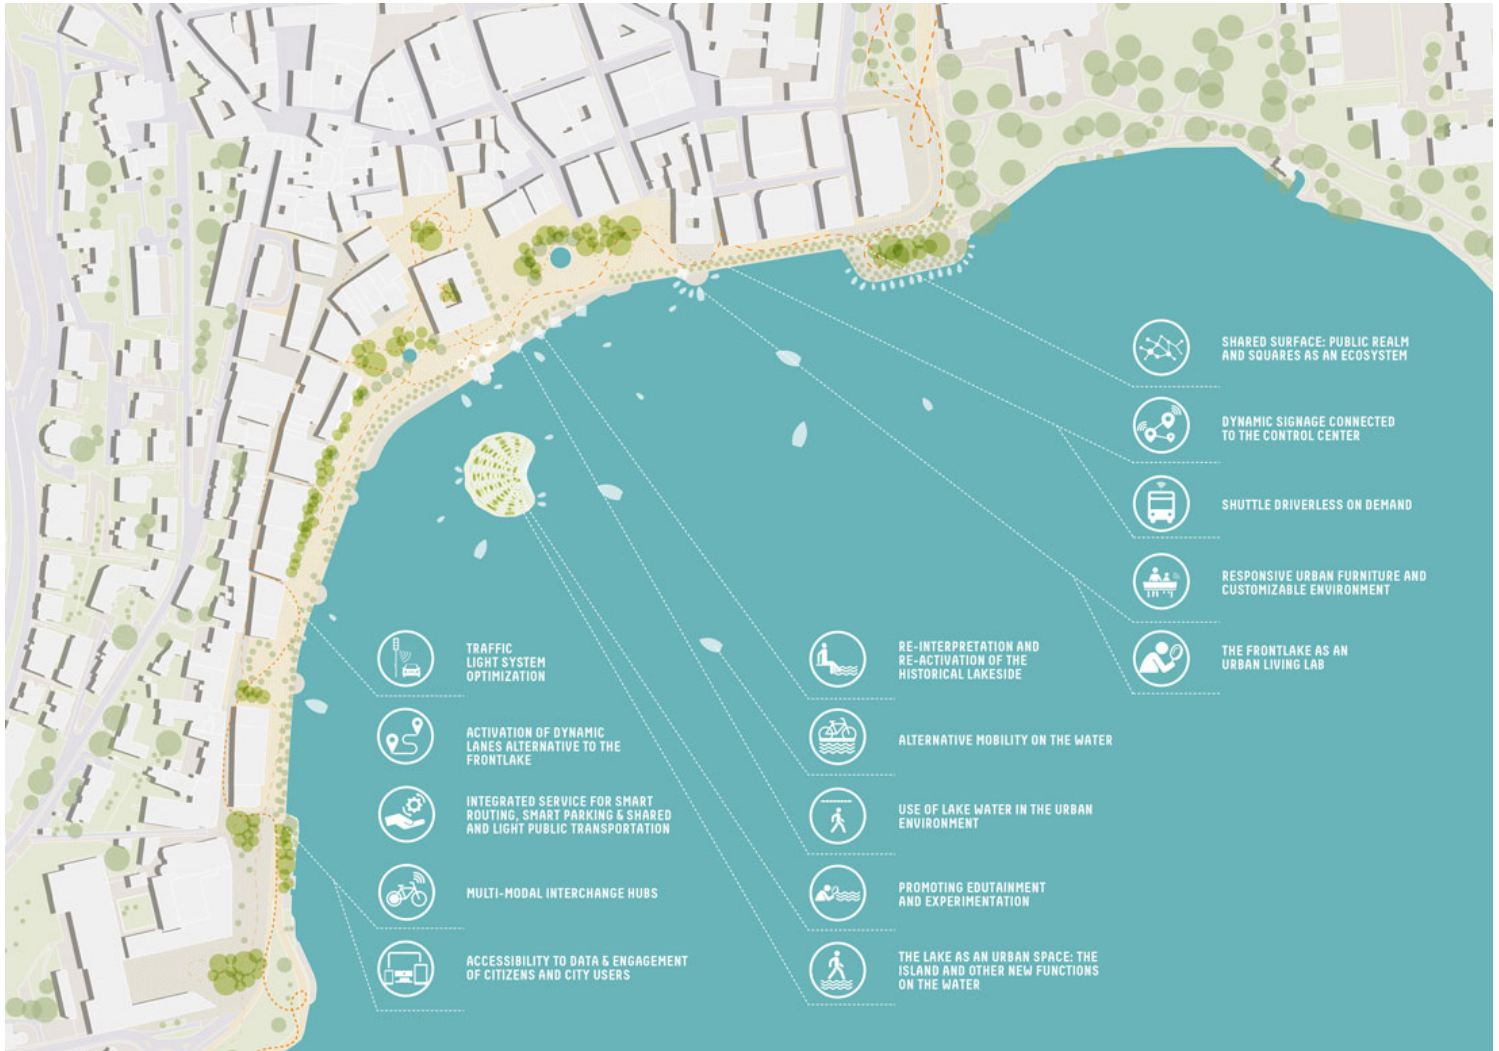 SHARED SURFACE: PUBLIC REALM
AND SQUARES AS AN ECOSYSTEM
DYNAMIC SIGNAGE CONNECTED
TO THE CONTROL CENTER
SHUTTLE DRIVERLESS ON DEMAND
RESPONSIVE URBAN FURNITURE AND
CUSTOMIZABLE ENVIRONMENT
THE FRONTLAKE AS AN
URBAN LIVING LAB
TRAFFIC
LIGHT SYSTEM
OPTIMIZATION
ACTIVATION OF DYNAMIC
LANES ALTERNATIVE TO THE
FRONTLAKE
INTEGRATED SERVICE FOR SMART
ROUTING, SMART PARKING & SHARED
AND LIGHT PUBLIC TRANSPORTATION
MULTI-MODAL INTERCHANGE HUBS
ACCESSIBILITY TO DATA & ENGAGEMENT
OF CITIZENS AND CITY USERS
RE-INTERPRETATION AND
RE-ACTIVATION OF THE
HISTORICAL LAKESIDE
ALTERNATIVE MOBILITY ON THE WATER
USE OF LAKE WATER IN THE URBAN
ENVIRONMENT
PROMOTING EDUTAINMENT
AND EXPERIMENTATION
THE LAKE AS AN URBAN SPACE: THE
ISLAND AND OTHER NEW FUNCTIONS
ON THE WATER